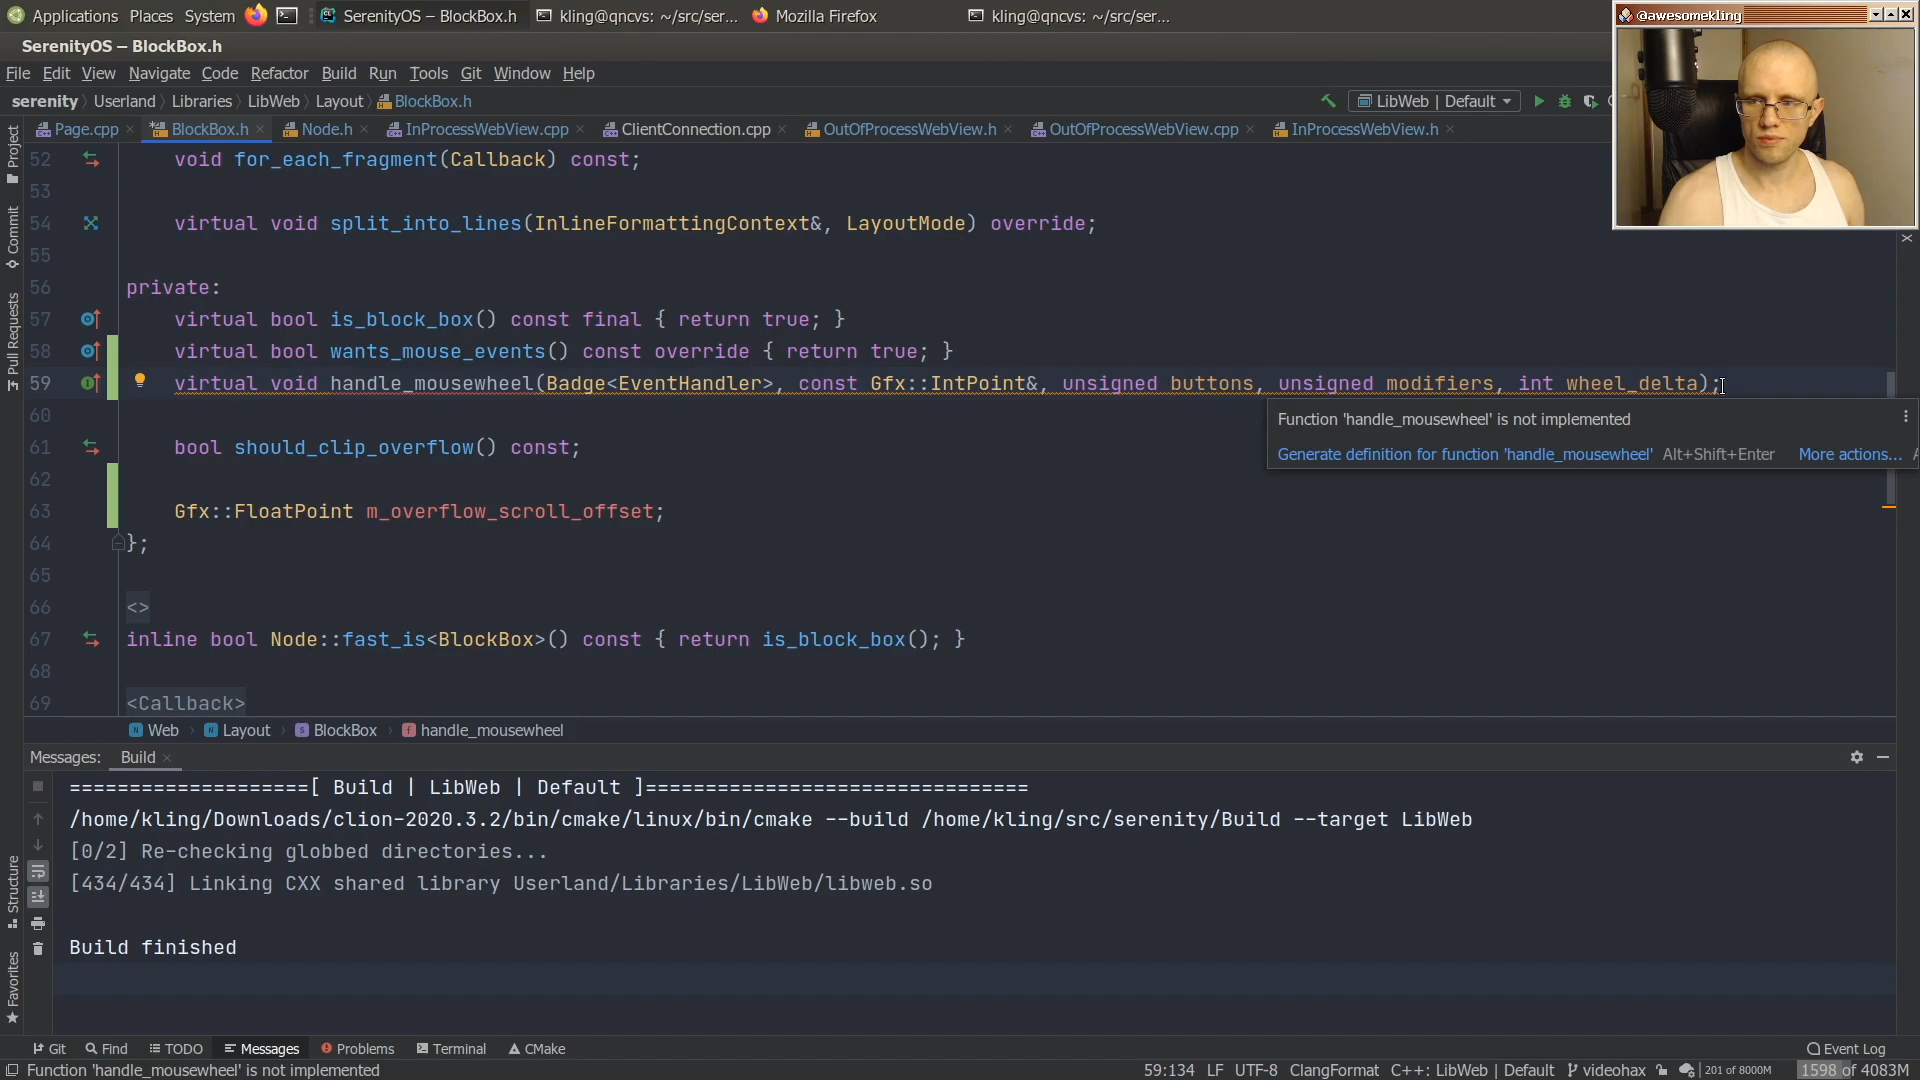 Applications Places System SerenityOS – BlockBox.h kling@qncvs: ~/src/ser... Mozilla Firefox kling@qncvs: ~/src/ser...
@awesomekling
SerenityOS – BlockBox.h
File Edit View Navigate Code Refactor Build Run Tools Git Window Help
serenity Userland Libraries LibWeb Layout BlockBox.h LibWeb | Default
Page.cpp BlockBox.h Node.h InProcessWebView.cpp ClientConnection.cpp OutOfProcessWebView.h OutOfProcessWebView.cpp InProcessWebView.h
Project
Commit
Pull Requests
Structure
Favorites
52 void for_each_fragment(Callback) const;
53
54 virtual void split_into_lines(InlineFormattingContext&, LayoutMode) override;
55
56 private:
57 virtual bool is_block_box() const final { return true; }
58 virtual bool wants_mouse_events() const override { return true; }
59 virtual void handle_mousewheel(Badge<EventHandler>, const Gfx::IntPoint&, unsigned buttons, unsigned modifiers, int wheel_delta);
60
Function 'handle_mousewheel' is not implemented
61 bool should_clip_overflow() const;
Generate definition for function 'handle_mousewheel' Alt+Shift+Enter More actions... A
62
63 Gfx::FloatPoint m_overflow_scroll_offset;
64 };
65
66 <>
67 inline bool Node::fast_is<BlockBox>() const { return is_block_box(); }
68
69 <Callback>
Web Layout BlockBox handle_mousewheel
Messages: Build
====================[ Build | LibWeb | Default ]================================
/home/kling/Downloads/clion-2020.3.2/bin/cmake/linux/bin/cmake --build /home/kling/src/serenity/Build --target LibWeb
[0/2] Re-checking globbed directories...
[434/434] Linking CXX shared library Userland/Libraries/LibWeb/libweb.so
Build finished
Git Find TODO Messages Problems Terminal CMake Event Log
Function 'handle_mousewheel' is not implemented 59:134 LF UTF-8 ClangFormat C++: LibWeb | Default videohax 201 of 8000M 1598 of 4083M